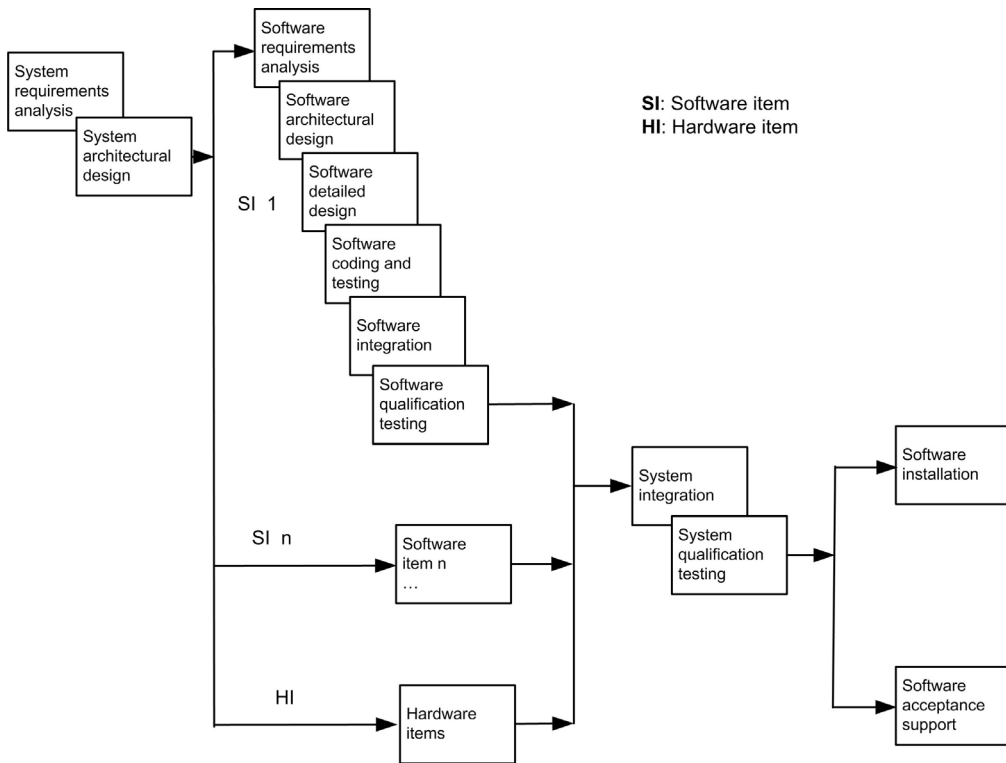 System
requirements
analysis
System
architectural
design
Software
requirements
analysis
Software
architectural
design
Software
detailed
design
Software
coding and
testing
Software
integration
Software
qualification
testing
SI 1
SI: Software item
HI: Hardware item
SI n
Software
item n
...
HI
Hardware
items
System
integration
System
qualification
testing
Software
installation
Software
acceptance
support